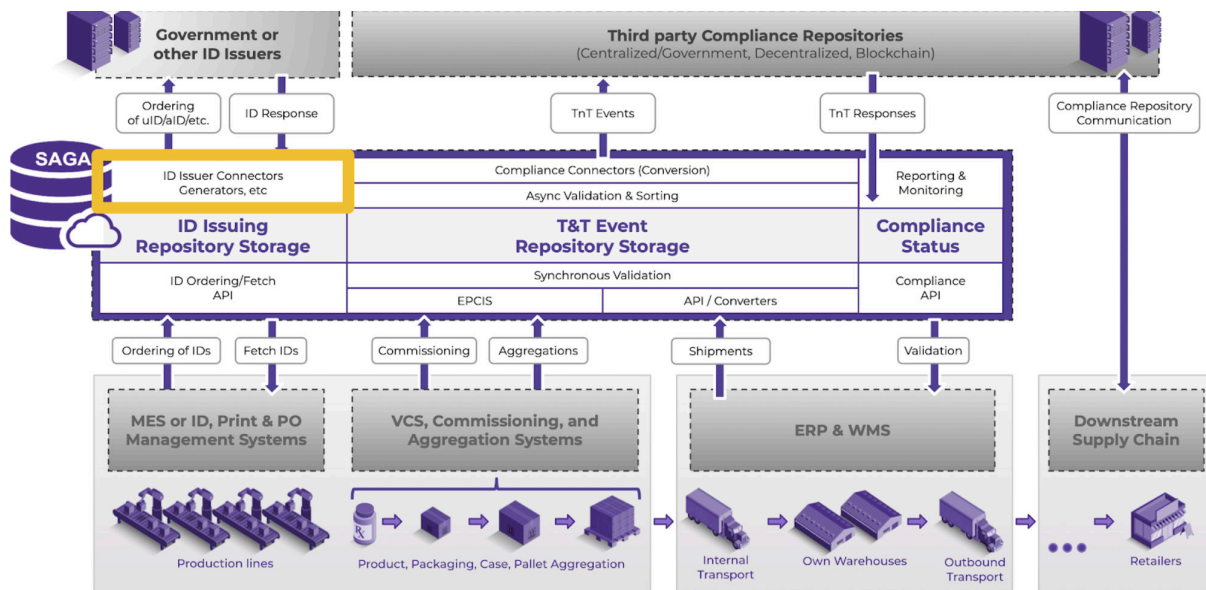 Government or
other ID Issuers
Third party Compliance Repositories
(Centralized/Government, Decentralized, Blockchain)
Ordering
of uID/aID/etc.
ID Response
TnT Events
TnT Responses
Compliance Repository
Communication
SAGA
ID Issuer Connectors
Generators, etc
Compliance Connectors (Conversion)
Async Validation & Sorting
Reporting &
Monitoring
ID Issuing
Repository Storage
T&T Event
Repository Storage
Compliance
Status
ID Ordering/Fetch
API
Synchronous Validation
EPCIS
API / Converters
Compliance
API
Ordering of IDs
Fetch IDs
Commissioning
Aggregations
Shipments
Validation
MES or ID, Print & PO
Management Systems
VCS, Commissioning, and
Aggregation Systems
ERP & WMS
Downstream
Supply Chain
Rx
Production lines
Product, Packaging, Case, Pallet Aggregation
Internal
Transport
Own Warehouses
Outbound
Transport
Retailers